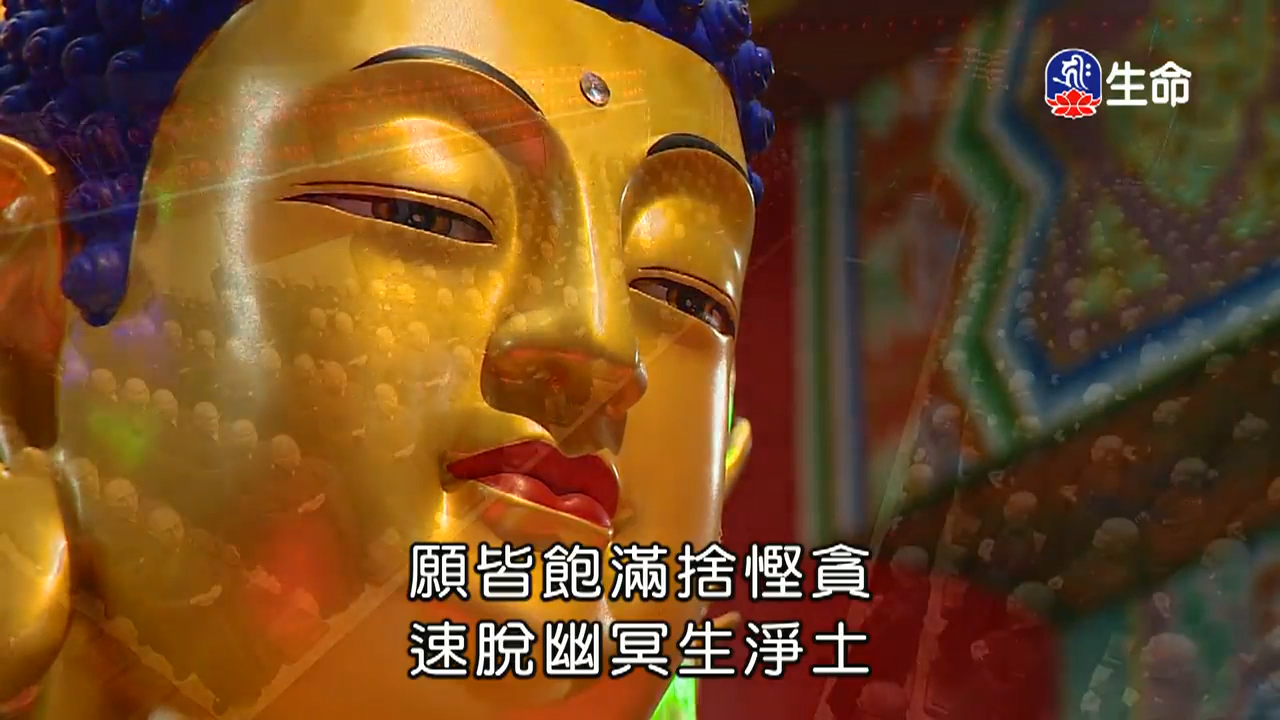 生命
願皆飽滿捨慳貪
速脫幽冥生淨土